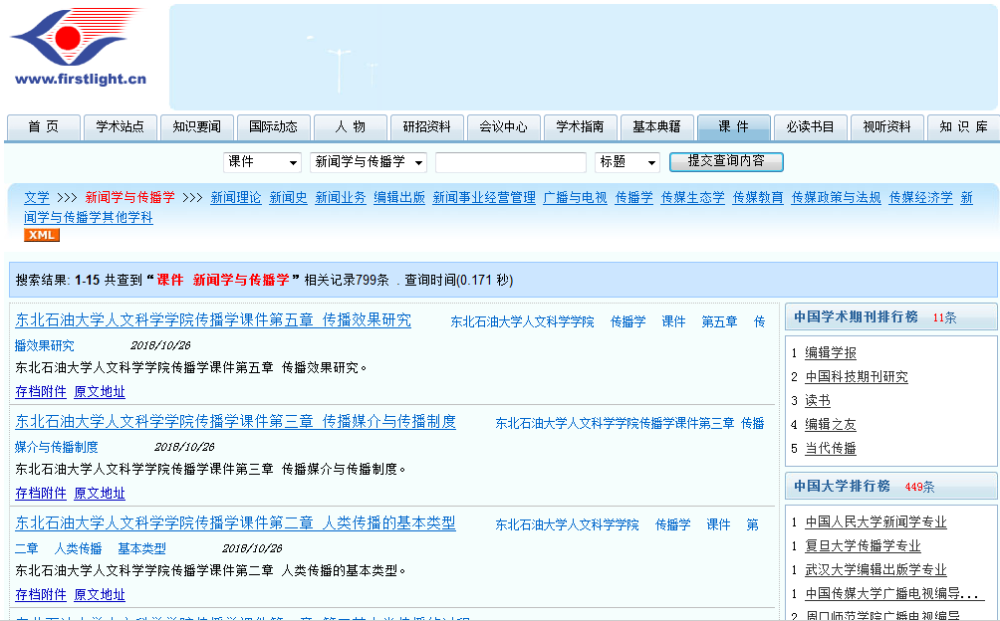 www.firstlight.cn
首 页 学术站点 知识要闻 国际动态 人 物 研招资料 会议中心 学术指南 基本典籍 课 件 必读书目 视听资料 知 识 库
课件 新闻学与传播学 标题 提交查询内容
文学 >>> 新闻学与传播学 >>> 新闻理论 新闻史 新闻业务 编辑出版 新闻事业经营管理 广播与电视 传播学 传媒生态学 传媒教育 传媒政策与法规 传媒经济学 新
闻学与传播学其他学科
XML
搜索结果: 1-15 共查到“课件 新闻学与传播学”相关记录799条 . 查询时间(0.171 秒)
东北石油大学人文科学学院传播学课件第五章 传播效果研究 东北石油大学人文科学学院 传播学 课件 第五章 传
播效果研究 2018/10/26
东北石油大学人文科学学院传播学课件第五章 传播效果研究。
存档附件 原文地址
东北石油大学人文科学学院传播学课件第三章 传播媒介与传播制度 东北石油大学人文科学学院传播学课件第三章 传播
媒介与传播制度 2018/10/26
东北石油大学人文科学学院传播学课件第三章 传播媒介与传播制度。
存档附件 原文地址
东北石油大学人文科学学院传播学课件第二章 人类传播的基本类型 东北石油大学人文科学学院 传播学 课件 第
二章 人类传播 基本类型 2018/10/26
东北石油大学人文科学学院传播学课件第二章 人类传播的基本类型。
存档附件 原文地址
中国学术期刊排行榜 11条
1 编辑学报
2 中国科技期刊研究
3 读书
4 编辑之友
5 当代传播
中国大学排行榜 449条
1 中国人民大学新闻学专业
1 复旦大学传播学专业
1 武汉大学编辑出版学专业
1 中国传媒大学广播电视编导...
2 周口师范学院广播电视编导